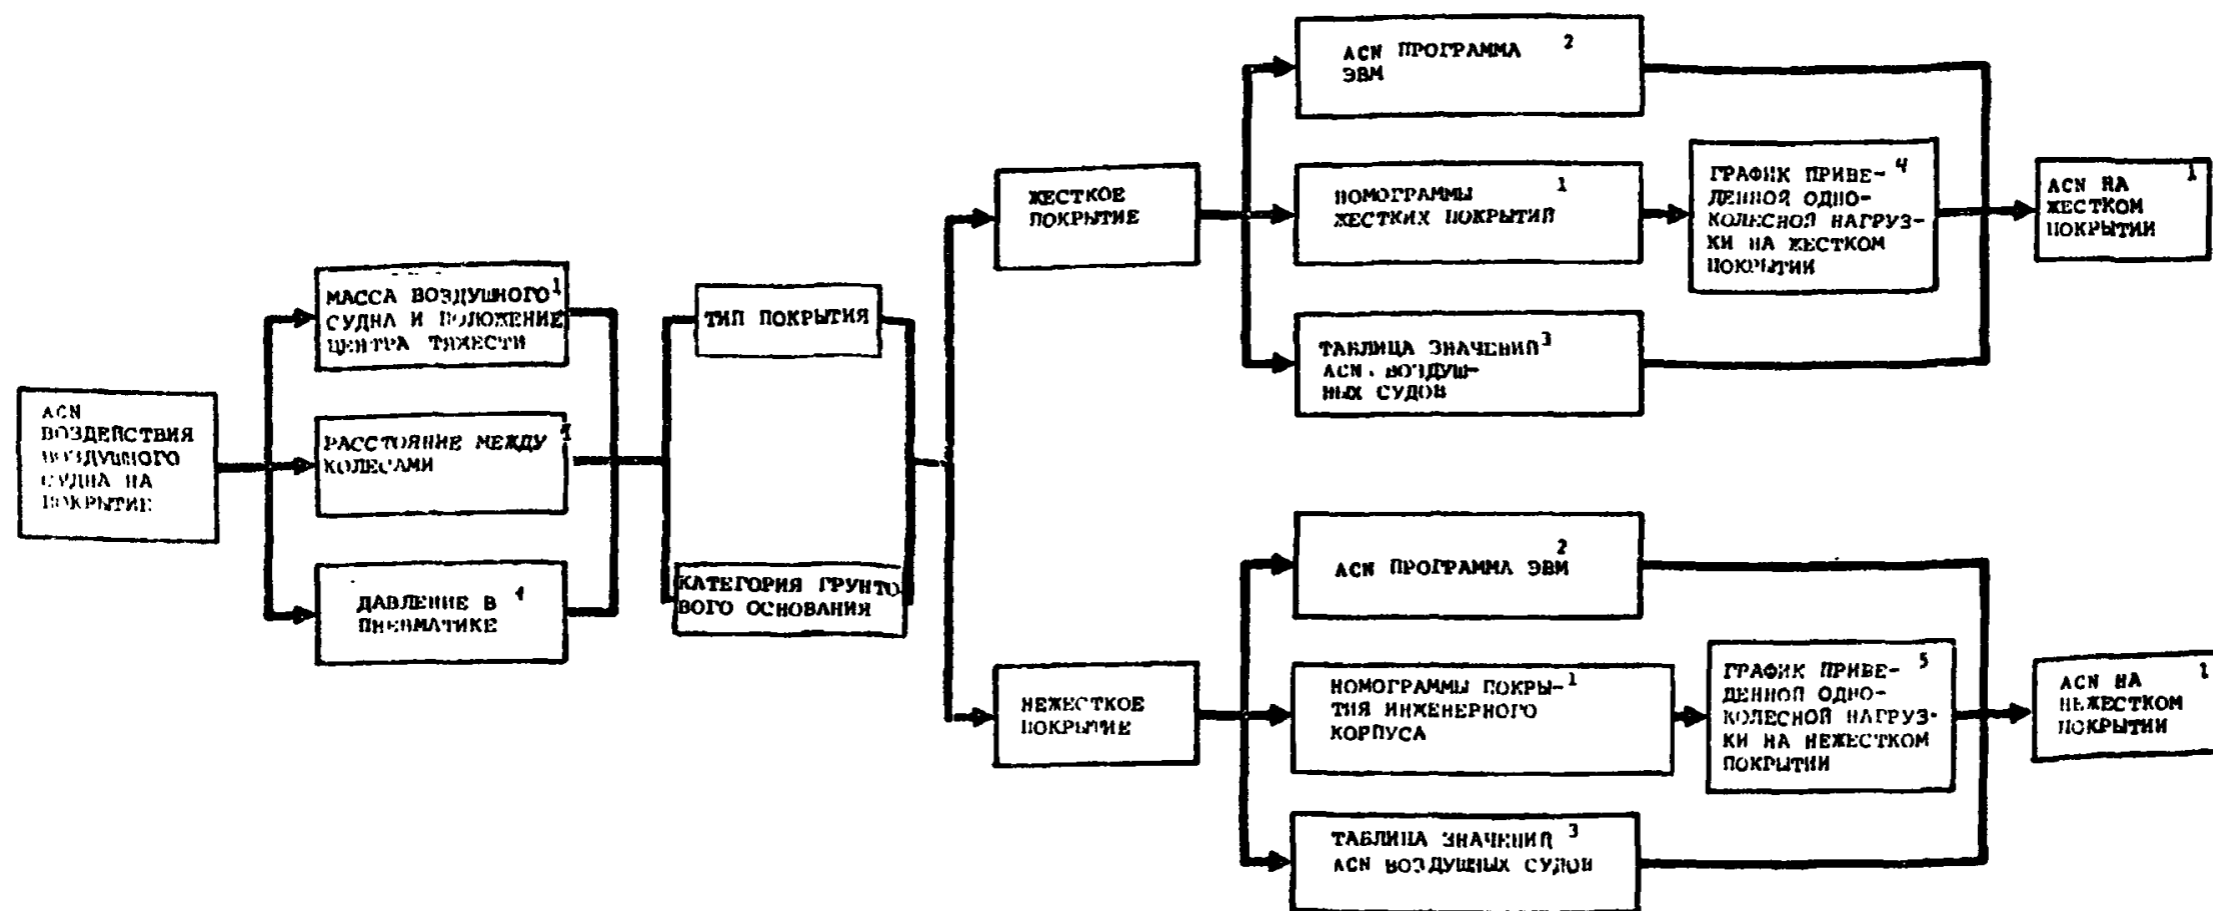 ACN
ВОЗДЕЙСТВИЯ
ВОЗДУШНОГО
СУДНА НА
ПОКРЫТИЕ
МАССА ВОЗДУШНОГО 1
СУДНА И ПОЛОЖЕНИЕ
ЦЕНТРА ТЯЖЕСТИ
РАССТОЯНИЕ МЕЖДУ 1
КОЛЕСАМИ
ДАВЛЕНИЕ В 1
ПНЕВМАТИКЕ
ТИП ПОКРЫТИЯ
КАТЕГОРИЯ ГРУНТО-
ВОГО ОСНОВАНИЯ
ЖЕСТКОЕ
ПОКРЫТИЕ
ACN ПРОГРАММА 2
ЭВМ
НОМОГРАММЫ 1
ЖЕСТКИХ ПОКРЫТИЙ
ГРАФИК ПРИВЕ- 4
ДЕННОЙ ОДНО-
КОЛЕСНОЙ НАГРУЗ-
КИ НА ЖЕСТКОМ
ПОКРЫТИИ
ТАБЛИЦА ЗНАЧЕНИЙ 3
ACN ВОЗДУШ-
НЫХ СУДОВ
ACN НА 1
ЖЕСТКОМ
ПОКРЫТИИ
НЕЖЕСТКОЕ
ПОКРЫТИЕ
2
ACN ПРОГРАММА ЭВМ
НОМОГРАММЫ ПОКРЫ- 1
ТИЯ ИНЖЕНЕРНОГО
КОРПУСА
ГРАФИК ПРИВЕ- 5
ДЕННОЙ ОДНО-
КОЛЕСНОЙ НАГРУЗ-
КИ НА НЕЖЕСТКОМ
ПОКРЫТИИ
ТАБЛИЦА ЗНАЧЕНИЙ 3
ACN ВОЗДУШНЫХ СУДОВ
ACN НА 1
НЕЖЕСТКОМ
ПОКРЫТИИ